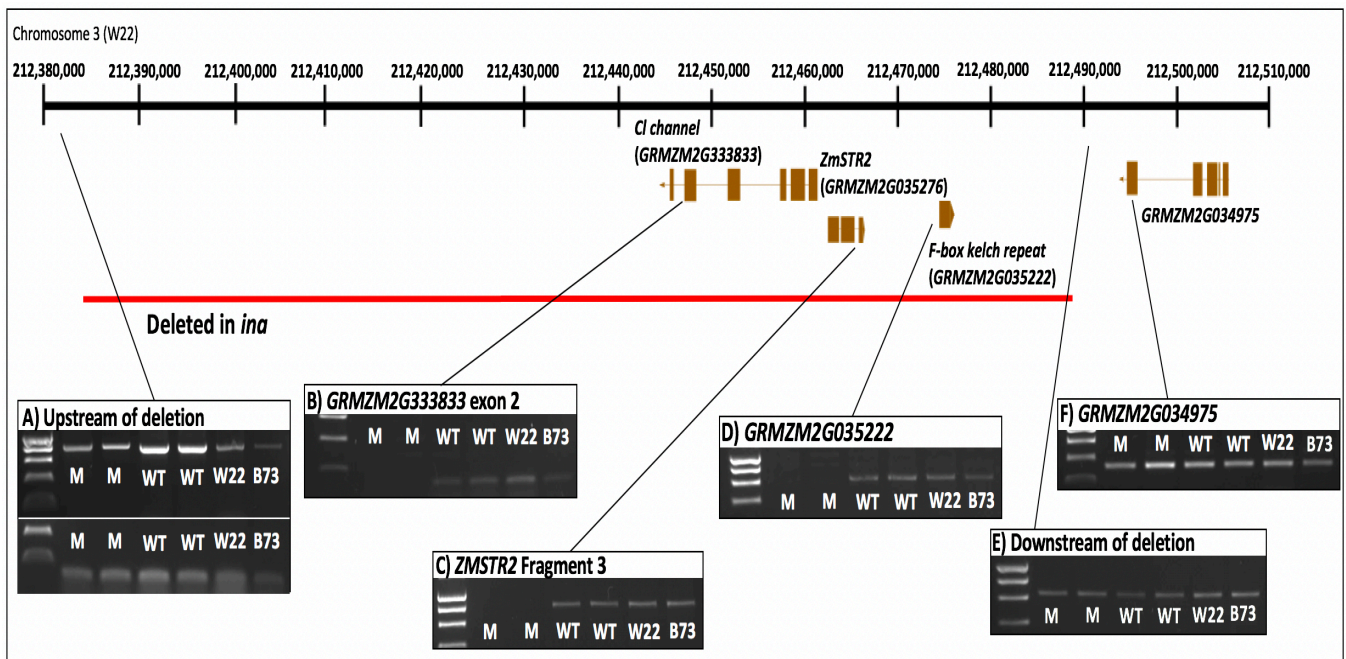 Chromosome 3 (W22)
212,380,000 212,390,000 212,400,000 212,410,000 212,420,000 212,430,000 212,440,000 212,450,000 212,460,000 212,470,000 212,480,000 212,490,000 212,500,000 212,510,000
Cl channel
(GRMZM2G333833)
ZmSTR2
(GRMZM2G035276)
GRMZM2G034975
F-box kelch repeat
(GRMZM2G035222)
Deleted in ina
A) Upstream of deletion
M M WT WT W22 B73
M M WT WT W22 B73
B) GRMZM2G333833 exon 2
M M WT WT W22 B73
C) ZMSTR2 Fragment 3
M M WT WT W22 B73
D) GRMZM2G035222
M M WT WT W22 B73
E) Downstream of deletion
M M WT WT W22 B73
F) GRMZM2G034975
M M WT WT W22 B73